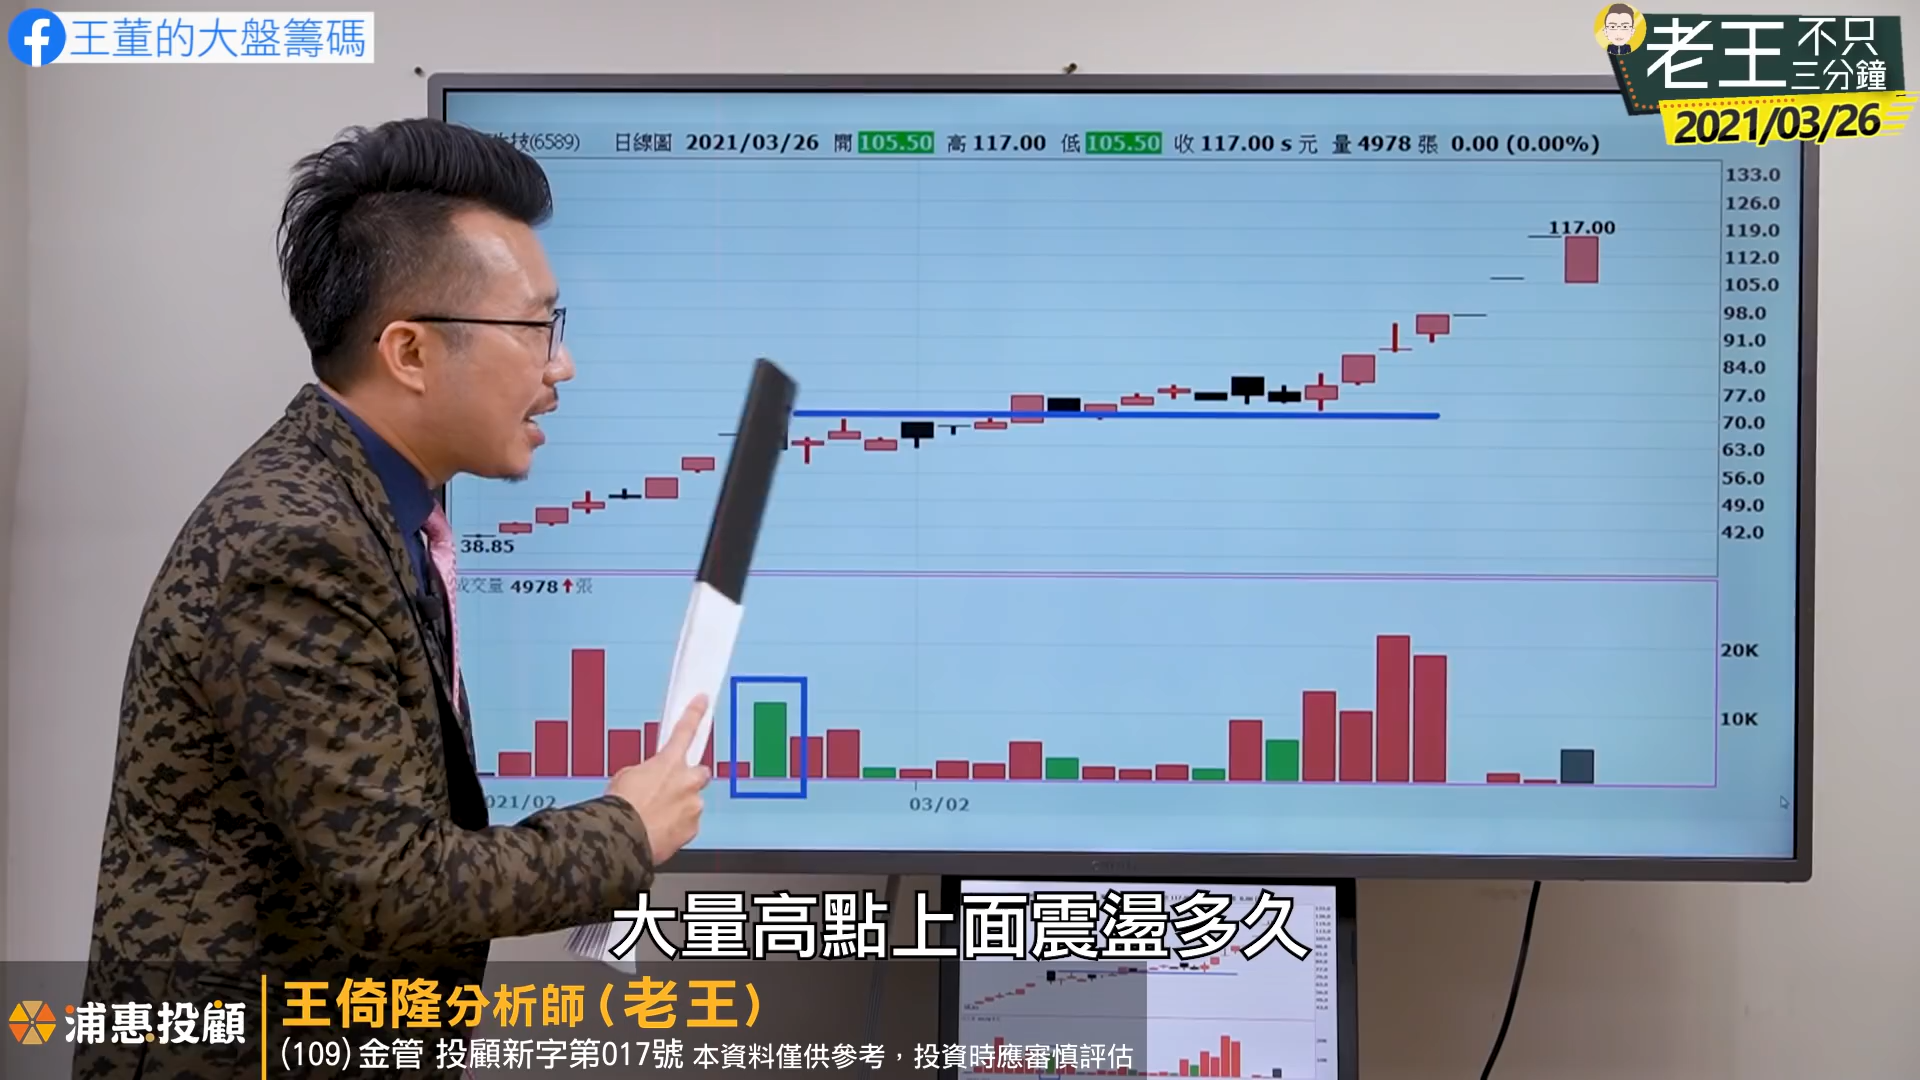 王董的大盤籌碼
老王不只三分鐘
2021/03/26
技(6589) 日線圖 2021/03/26 開 105.50 高 117.00 低 105.50 收 117.00 s 元 量 4978 張 0.00 (0.00%)
133.0
126.0
117.00
119.0
112.0
105.0
98.0
91.0
84.0
77.0
70.0
63.0
56.0
49.0
42.0
38.85
成交量 4978↑張
20K
10K
021/02
03/02
大量高點上面震盪多久
浦惠投顧
王倚隆分析師(老王)
(109) 金管 投顧新字第017號 本資料僅供參考，投資時應審慎評估